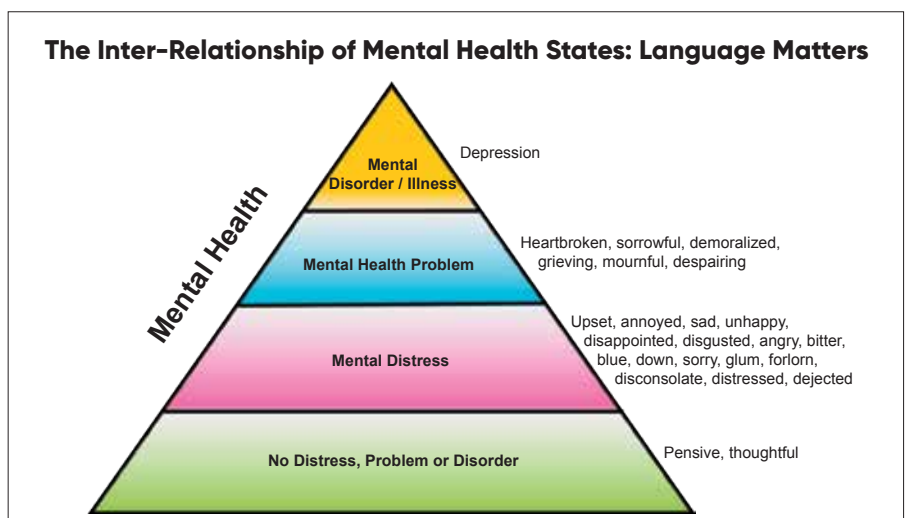 The Inter-Relationship of Mental Health States: Language Matters
Mental Health
Mental
Disorder / Illness
Depression
Mental Health Problem
Heartbroken, sorrowful, demoralized,
grieving, mournful, despairing
Mental Distress
Upset, annoyed, sad, unhappy,
disappointed, disgusted, angry, bitter,
blue, down, sorry, glum, forlorn,
disconsolate, distressed, dejected
No Distress, Problem or Disorder
Pensive, thoughtful